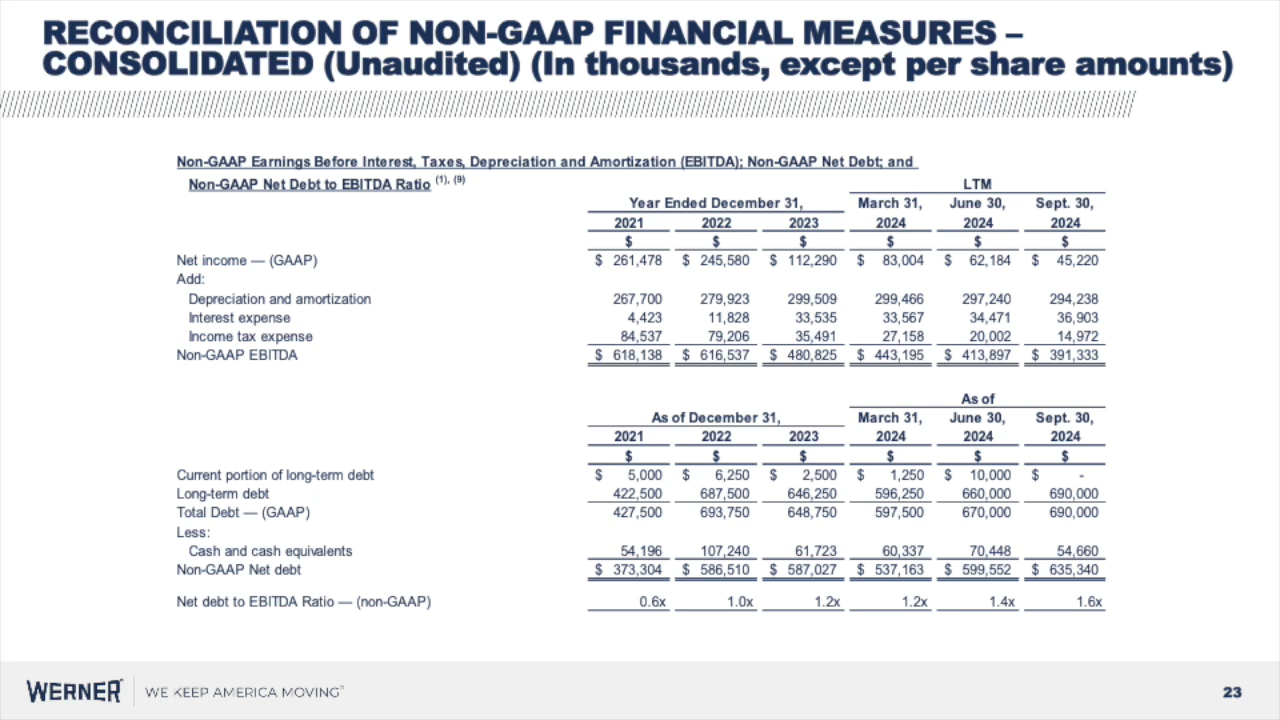 RECONCILIATION OF NON-GAAP FINANCIAL MEASURES –
CONSOLIDATED (Unaudited) (In thousands, except per share amounts)
Non-GAAP Earnings Before Interest, Taxes, Depreciation and Amortization (EBITDA); Non-GAAP Net Debt; and
Non-GAAP Net Debt to EBITDA Ratio (1), (9)
LTM
Year Ended December 31, March 31, June 30, Sept. 30,
2021 2022 2023 2024 2024 2024
$ $ $ $ $ $
Net income — (GAAP) $ 261,478 $ 245,580 $ 112,290 $ 83,004 $ 62,184 $ 45,220
Add:
Depreciation and amortization 267,700 279,923 299,509 299,466 297,240 294,238
Interest expense 4,423 11,828 33,535 33,567 34,471 36,903
Income tax expense 84,537 79,206 35,491 27,158 20,002 14,972
Non-GAAP EBITDA $ 618,138 $ 616,537 $ 480,825 $ 443,195 $ 413,897 $ 391,333
As of
As of December 31, March 31, June 30, Sept. 30,
2021 2022 2023 2024 2024 2024
$ $ $ $ $ $
Current portion of long-term debt $ 5,000 $ 6,250 $ 2,500 $ 1,250 $ 10,000 $ -
Long-term debt 422,500 687,500 646,250 596,250 660,000 690,000
Total Debt — (GAAP) 427,500 693,750 648,750 597,500 670,000 690,000
Less:
Cash and cash equivalents 54,196 107,240 61,723 60,337 70,448 54,660
Non-GAAP Net debt $ 373,304 $ 586,510 $ 587,027 $ 537,163 $ 599,552 $ 635,340
Net debt to EBITDA Ratio — (non-GAAP) 0.6x 1.0x 1.2x 1.2x 1.4x 1.6x
WERNER WE KEEP AMERICA MOVING
23